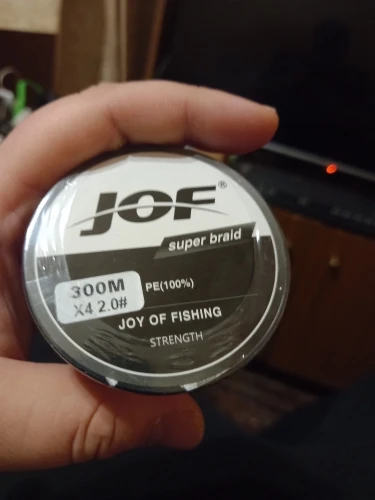 JOF®
super braid
300M
X4 2.0#
PE(100%)
JOY OF FISHING
STRENGTH